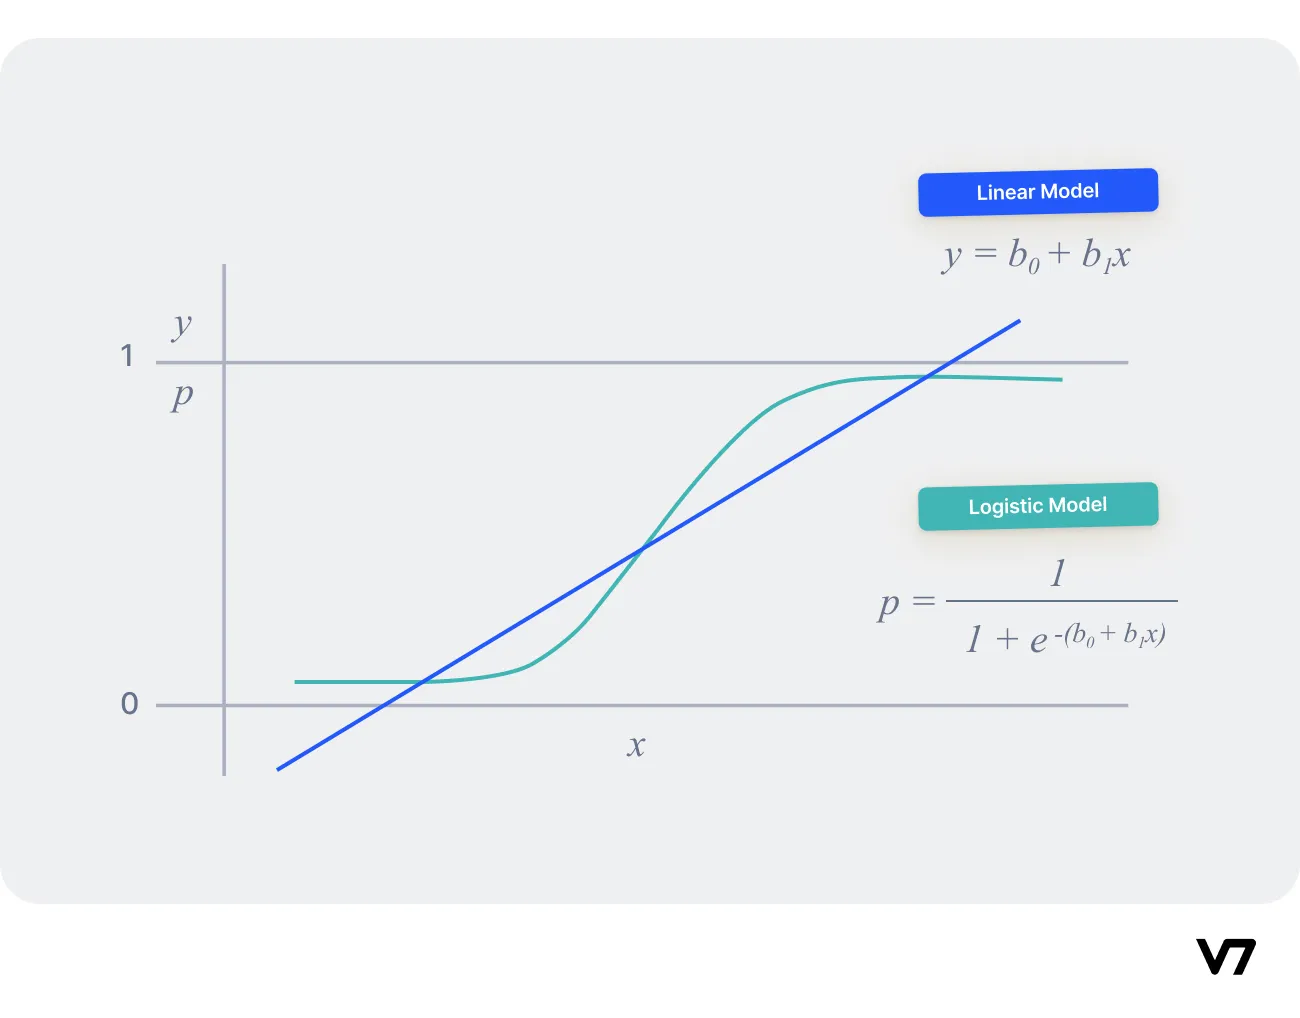 Linear Model
y = b₀ + b₁x
y
1
p
Logistic Model
p = 1 / 1 + e^-(b₀ + b₁x)
0
x
V7